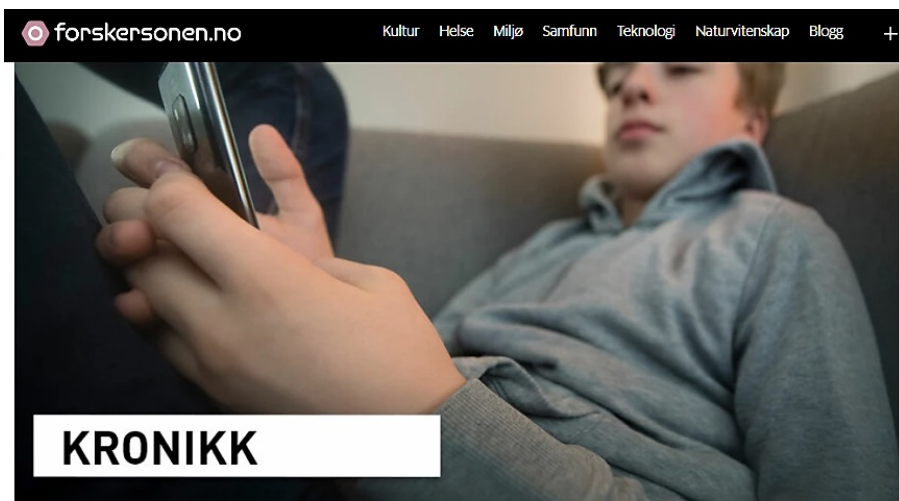 forskersonen.no
Kultur Helse Miljø Samfunn Teknologi Naturvitenskap Blogg +
KRONIKK